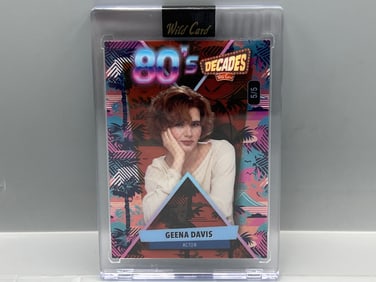 Wild Card
80's
DECADES
5/5
GEENA DAVIS
ACTOR